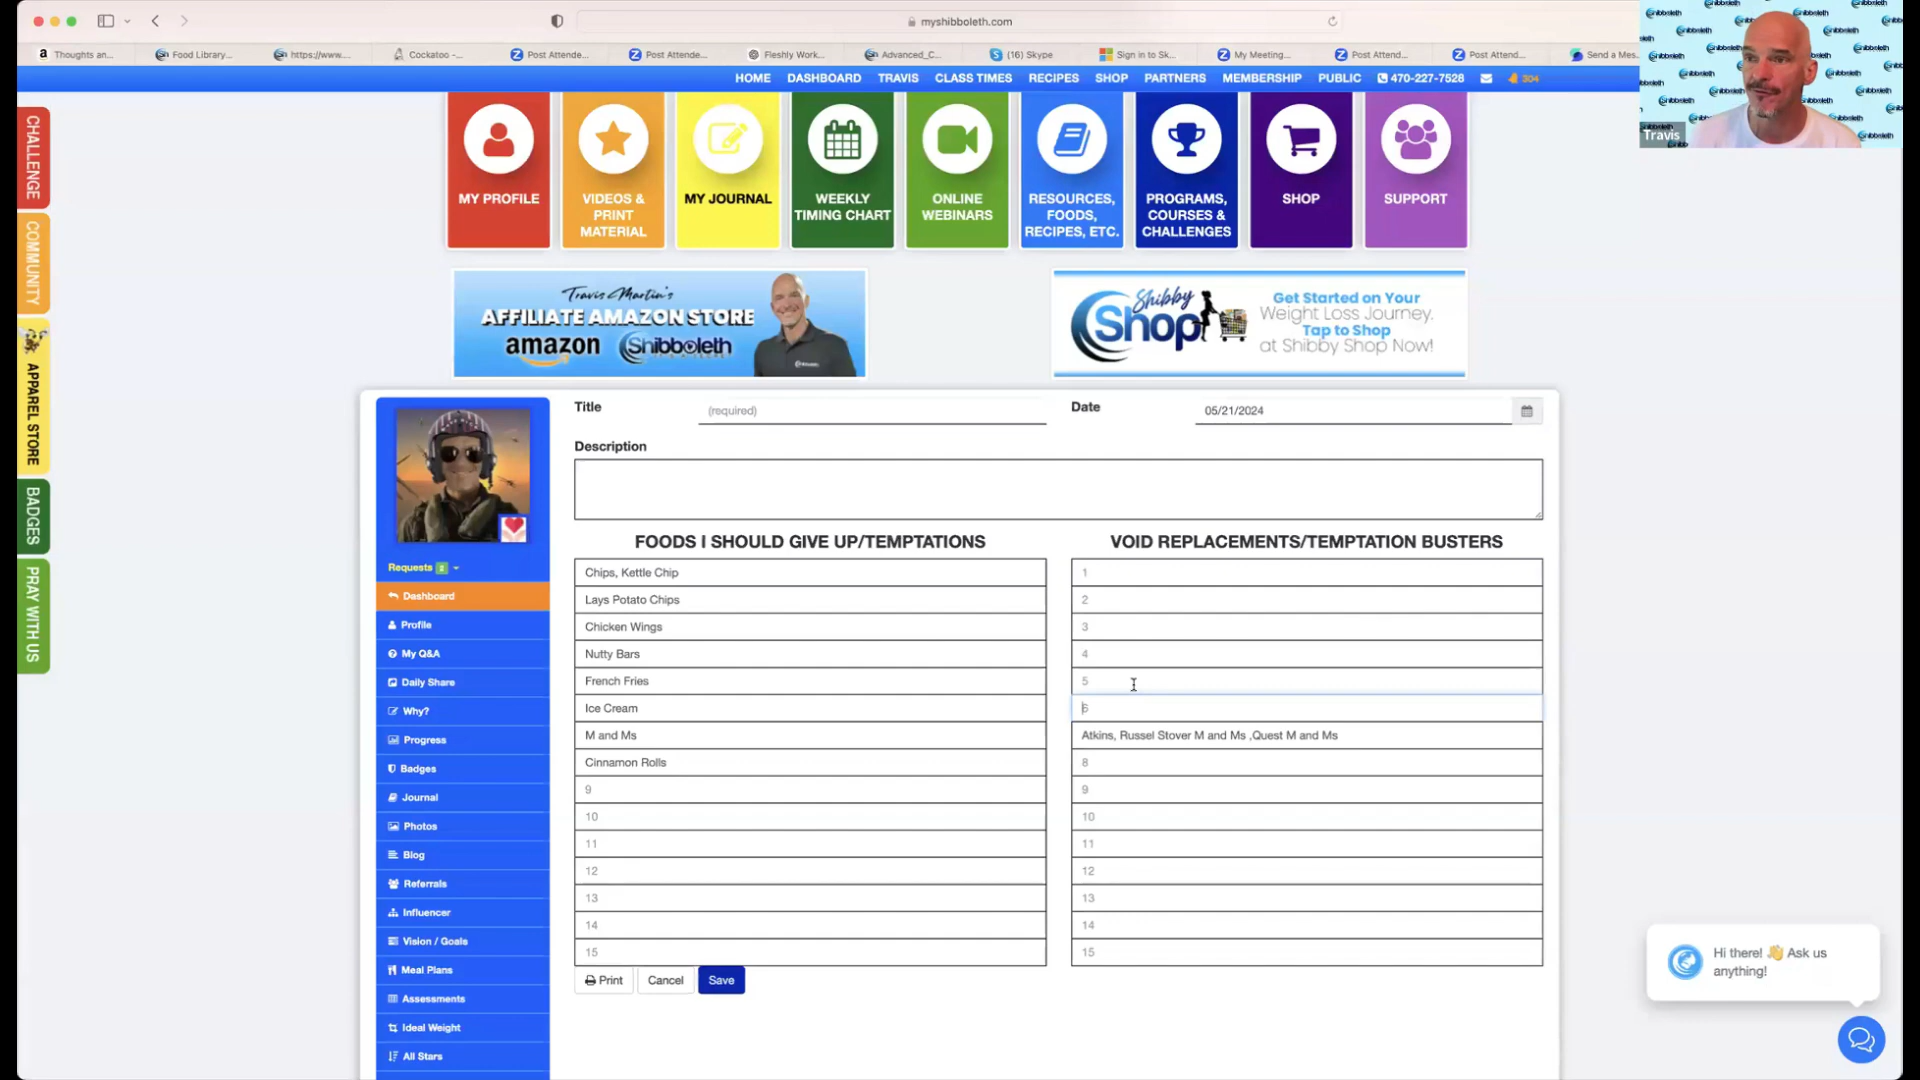 myshibboleth.com
Thoughts an...
Food Library...
https://www....
Cockatoo -...
Post Attende...
Post Attende...
Fleshly Work...
Advanced_C...
(16) Skype
Sign in to Sk...
My Meeting...
Post Attend...
Post Attend...
Send a Mes...
HOME DASHBOARD TRAVIS CLASS TIMES RECIPES SHOP PARTNERS MEMBERSHIP PUBLIC 470-227-7528 304
Travis
CHALLENGE
COMMUNITY
APPAREL STORE
BADGES
PRAY WITH US
MY PROFILE
VIDEOS &
PRINT
MATERIAL
MY JOURNAL
WEEKLY
TIMING CHART
ONLINE
WEBINARS
RESOURCES,
FOODS,
RECIPES, ETC.
PROGRAMS,
COURSES &
CHALLENGES
SHOP
SUPPORT
Travis Martin's
AFFILIATE AMAZON STORE
amazon Shibboleth
Shibby
Shop
Get Started on Your
Weight Loss Journey.
Tap to Shop
at Shibby Shop Now!
Title (required)
Date 05/21/2024
Description
FOODS I SHOULD GIVE UP/TEMPTATIONS
Chips, Kettle Chip
Lays Potato Chips
Chicken Wings
Nutty Bars
French Fries
Ice Cream
M and Ms
Cinnamon Rolls
9
10
11
12
13
14
15
VOID REPLACEMENTS/TEMPTATION BUSTERS
1
2
3
4
5
6
Atkins, Russel Stover M and Ms ,Quest M and Ms
8
9
10
11
12
13
14
15
Print Cancel Save
Requests 2
Dashboard
Profile
My Q&A
Daily Share
Why?
Progress
Badges
Journal
Photos
Blog
Referrals
Influencer
Vision / Goals
Meal Plans
Assessments
Ideal Weight
All Stars
Hi there! 👋 Ask us
anything!